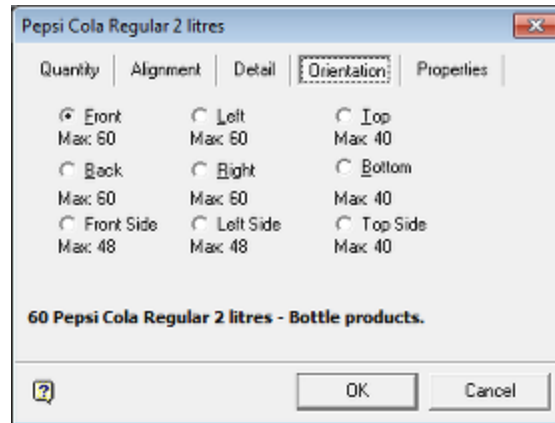 Pepsi Cola Regular 2 litres
Quantity Alignment Detail Orientation Properties
Front Left Top
Max: 60 Max: 60 Max: 40
Back Right Bottom
Max: 60 Max: 60 Max: 40
Front Side Left Side Top Side
Max: 48 Max: 48 Max: 40
60 Pepsi Cola Regular 2 litres - Bottle products.
? OK Cancel